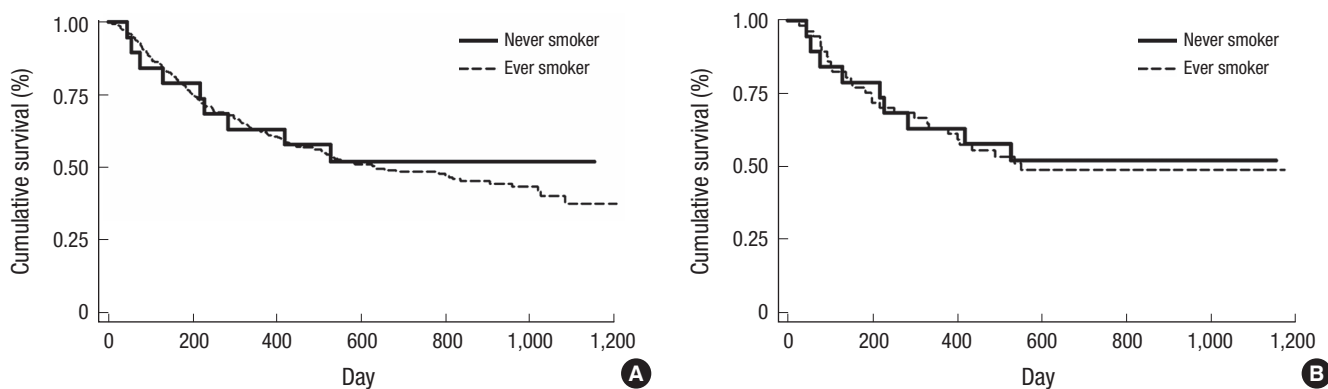 1.00
0.75
0.50
0.25
0
Cumulative survival (%)
Never smoker
Ever smoker
0 200 400 600 800 1,000 1,200
Day
A
1.00
0.75
0.50
0.25
0
Cumulative survival (%)
Never smoker
Ever smoker
0 200 400 600 800 1,000 1,200
Day
B